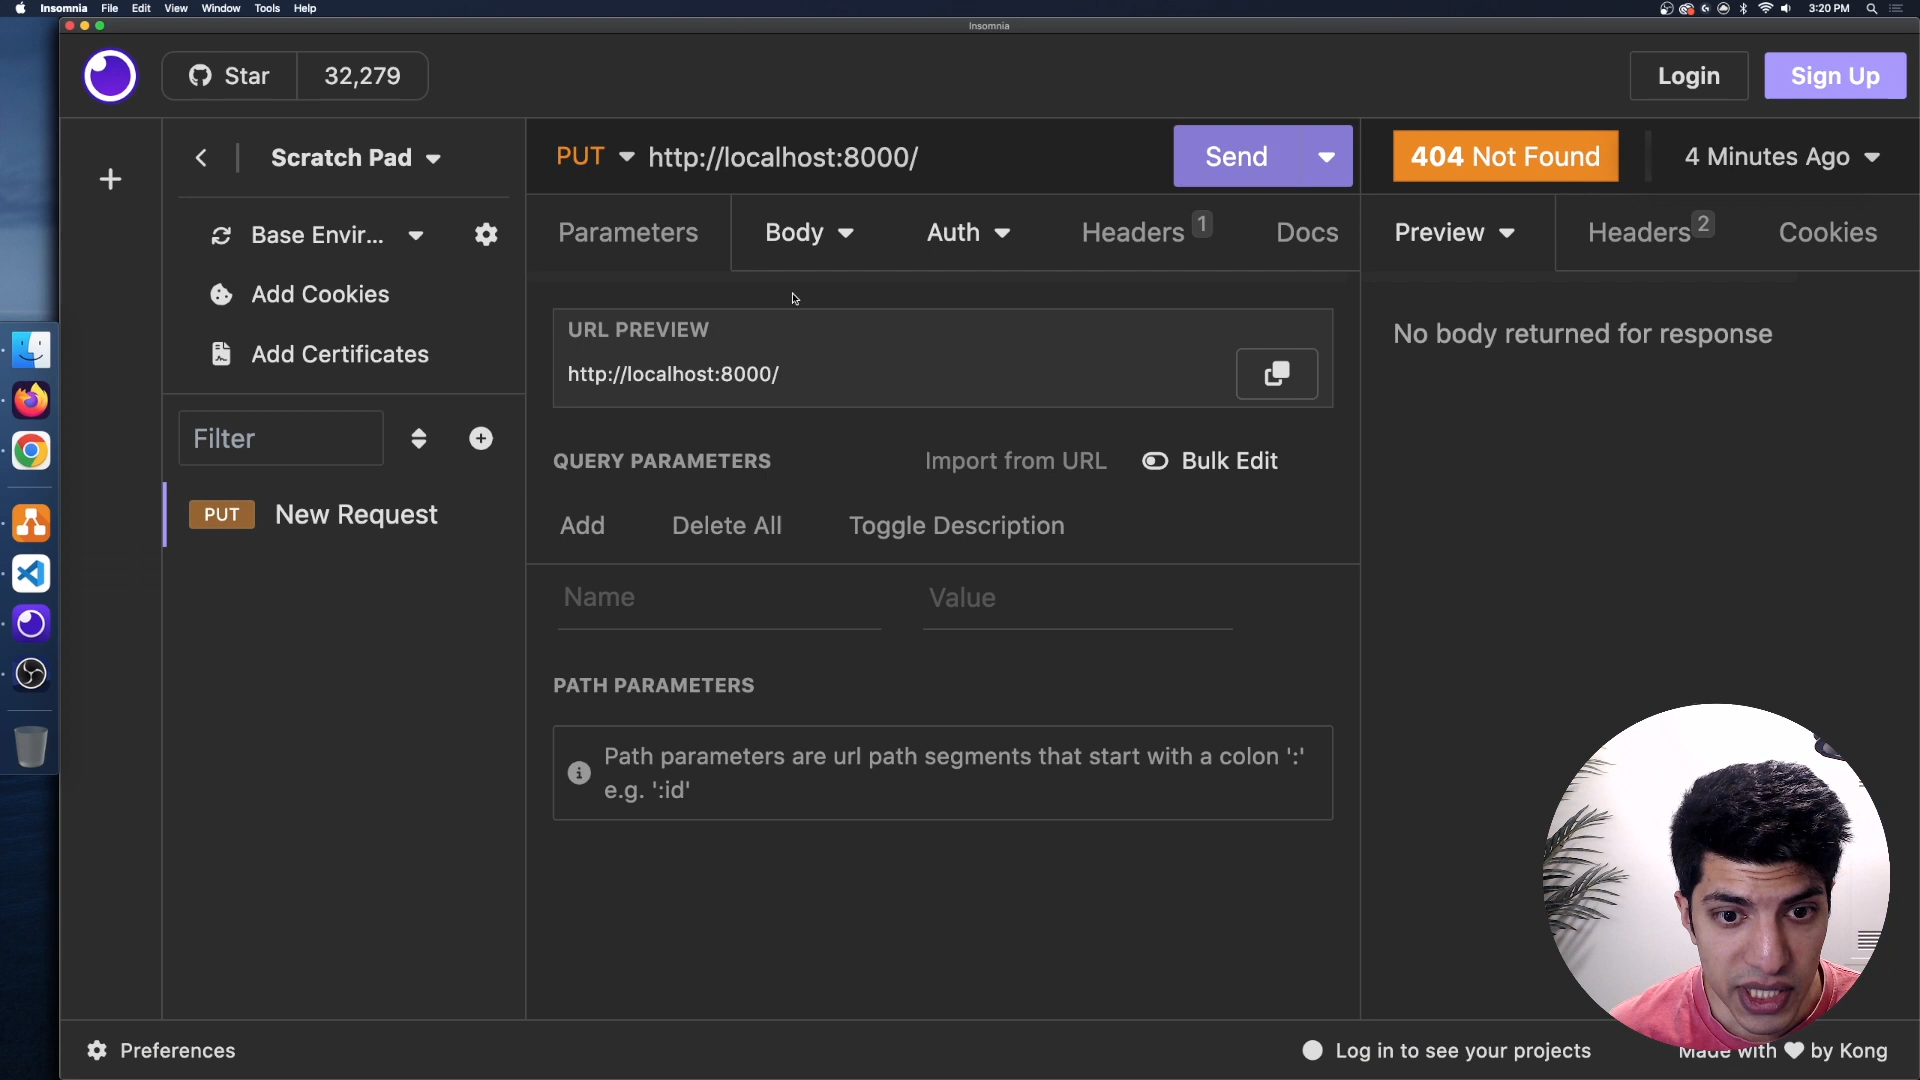 Insomnia File Edit View Window Tools Help
3:20 PM
Insomnia
Star 32,279
Login
Sign Up
Scratch Pad
PUT http://localhost:8000/
Send
404 Not Found
4 Minutes Ago
Base Envir...
Add Cookies
Add Certificates
Filter
PUT New Request
Parameters
Body
Auth
Headers 1
Docs
URL PREVIEW
http://localhost:8000/
QUERY PARAMETERS
Import from URL
Bulk Edit
Add
Delete All
Toggle Description
Name
Value
PATH PARAMETERS
Path parameters are url path segments that start with a colon ':'
e.g. ':id'
Preview
Headers 2
Cookies
No body returned for response
Preferences
Log in to see your projects
Made with by Kong